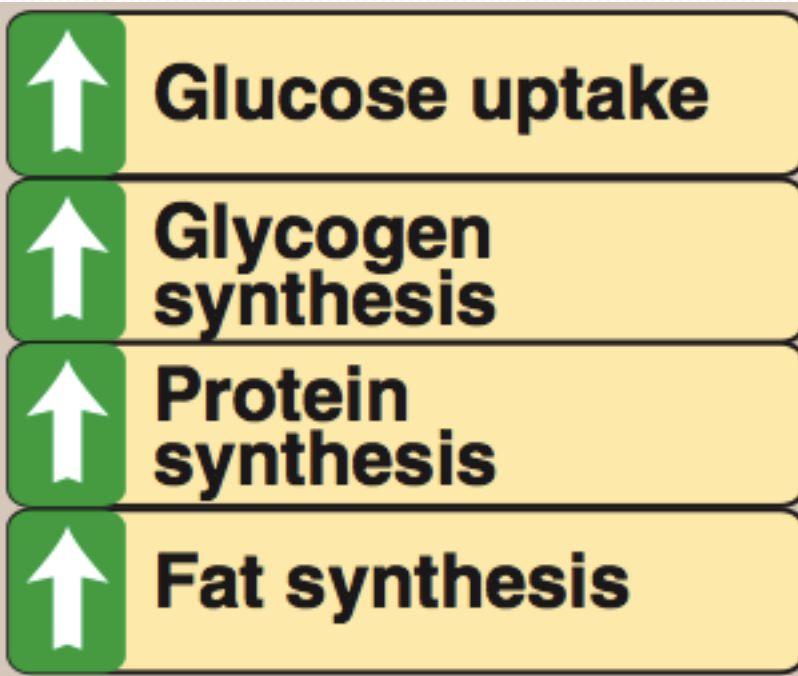 Glucose uptake
Glycogen
synthesis
Protein
synthesis
Fat synthesis